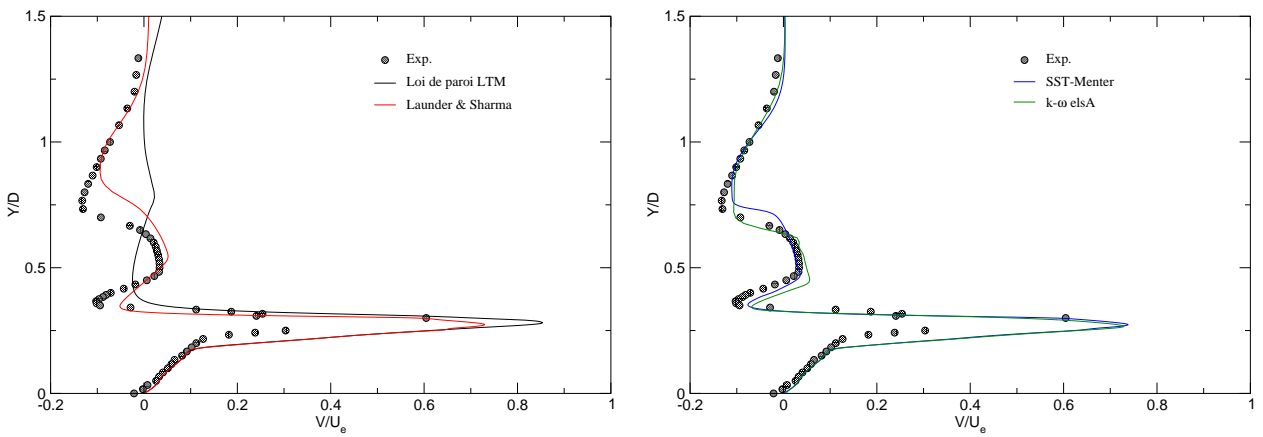 1.5
1
0.5
0
-0.2
0
0.2
0.4
0.6
0.8
1
Y/D
V/Uₑ
Exp.
Loi de paroi LTM
Launder & Sharma
1.5
1
0.5
0
-0.2
0
0.2
0.4
0.6
0.8
1
Y/D
V/Uₑ
Exp.
SST-Menter
k-ω elsA